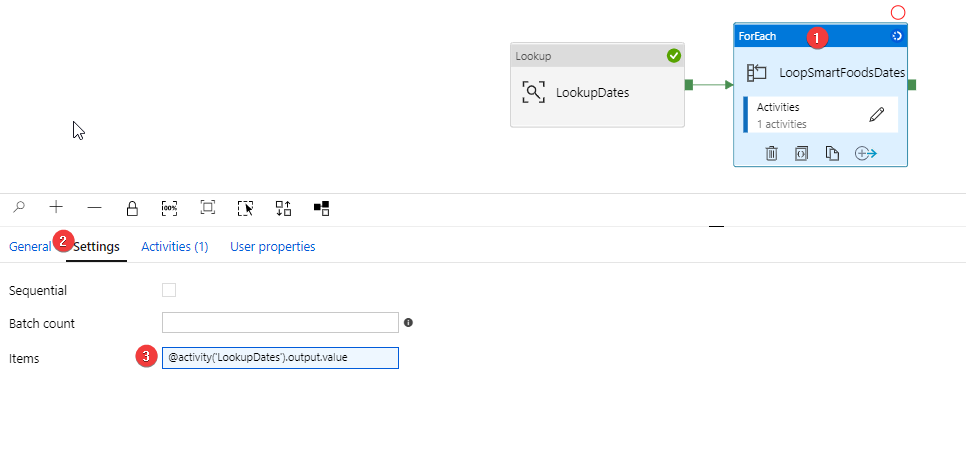 ForEach
1
Lookup
LookupDates
LoopSmartFoodsDates
Activities
1 activities
100%
General
2
Settings
Activities (1)
User properties
Sequential
Batch count
Items
3
@activity('LookupDates').output.value